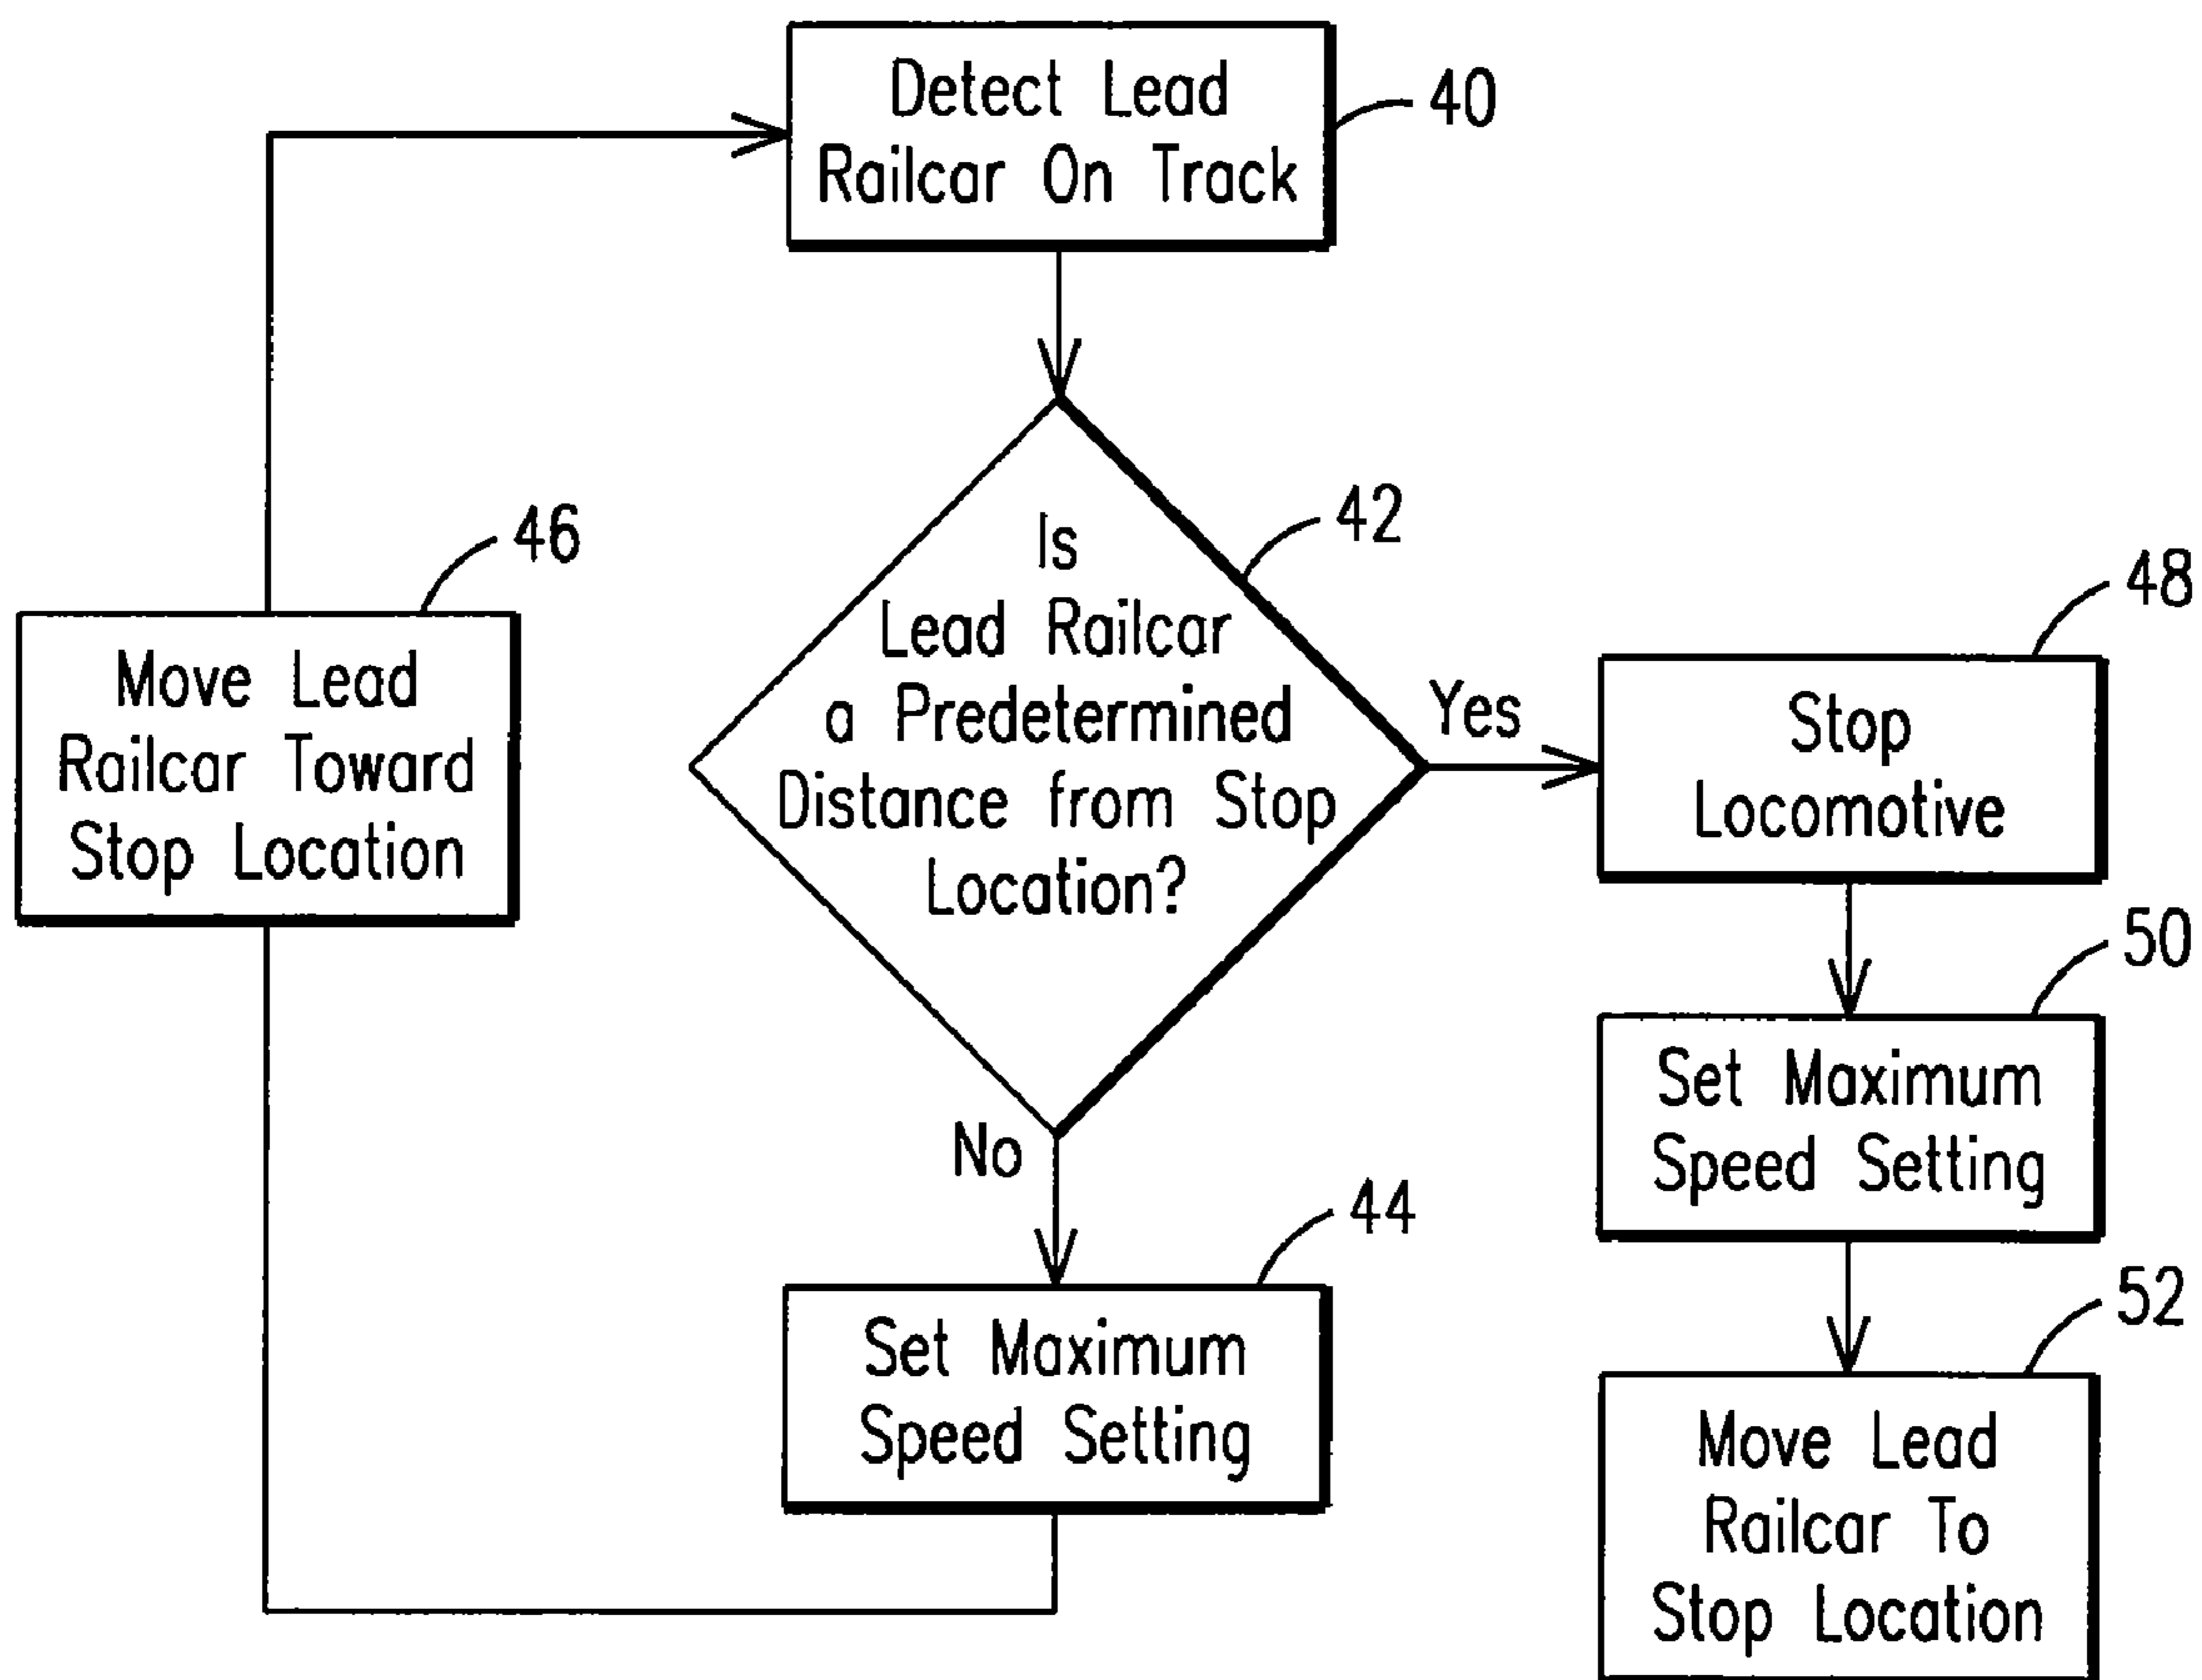 Detect Lead
Railcar On Track
40
Is
Lead Railcar
a Predetermined
Distance from Stop
Location?
42
Yes
No
46
Move Lead
Railcar Toward
Stop Location
48
Stop
Locomotive
50
Set Maximum
Speed Setting
44
Set Maximum
Speed Setting
52
Move Lead
Railcar To
Stop Location